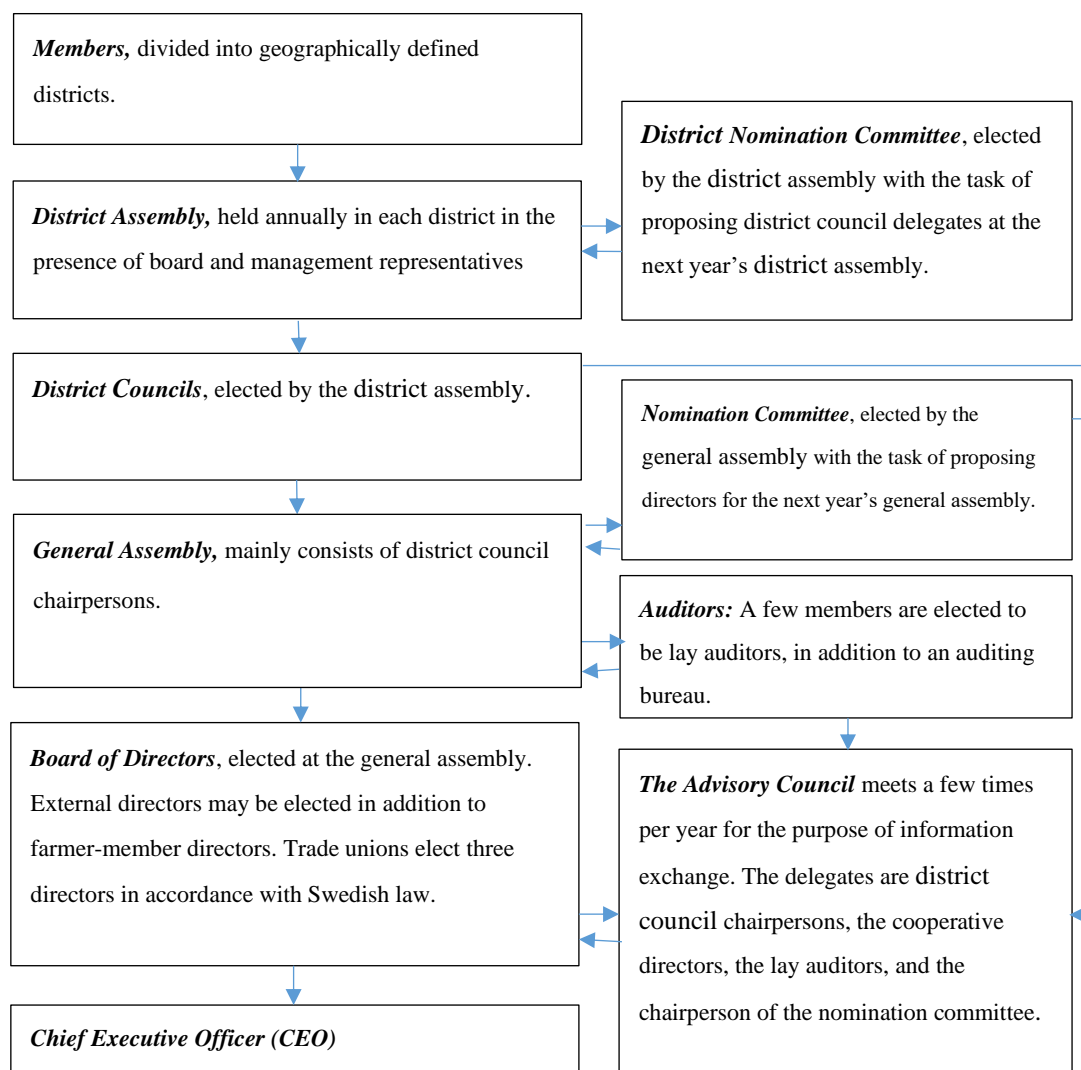 Members, divided into geographically defined
districts.
District Nomination Committee, elected
by the district assembly with the task of
proposing district council delegates at the
next year’s district assembly.
District Assembly, held annually in each district in the
presence of board and management representatives
District Councils, elected by the district assembly.
Nomination Committee, elected by the
general assembly with the task of proposing
directors for the next year’s general assembly.
General Assembly, mainly consists of district council
chairpersons.
Auditors: A few members are elected to
be lay auditors, in addition to an auditing
bureau.
Board of Directors, elected at the general assembly.
External directors may be elected in addition to
farmer-member directors. Trade unions elect three
directors in accordance with Swedish law.
The Advisory Council meets a few times
per year for the purpose of information
exchange. The delegates are district
council chairpersons, the cooperative
directors, the lay auditors, and the
chairperson of the nomination committee.
Chief Executive Officer (CEO)